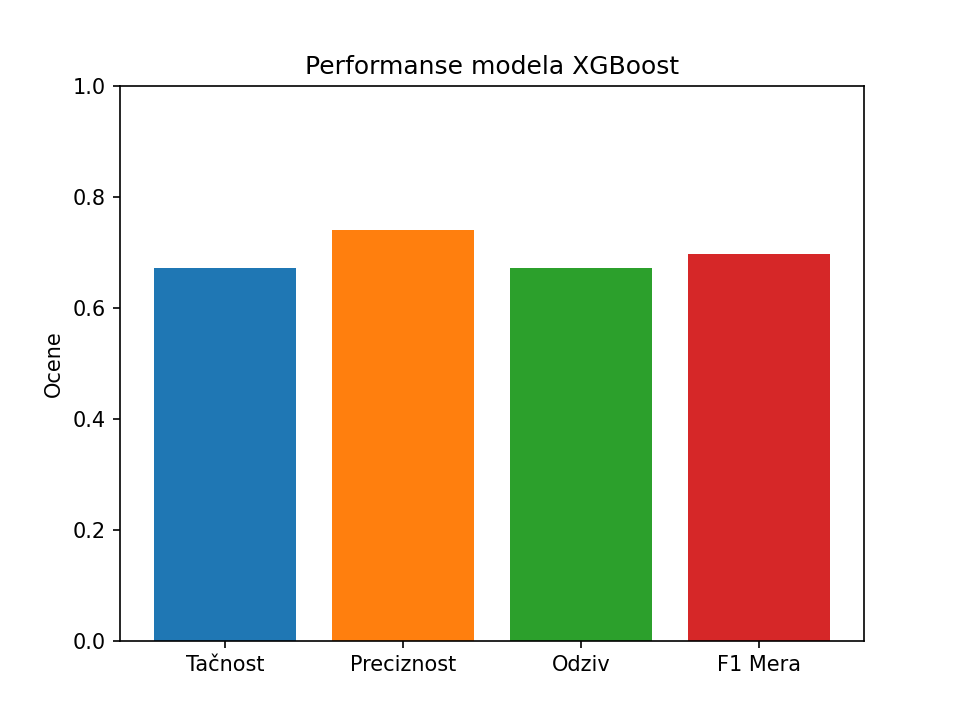 Performanse modela XGBoost
1.0
0.8
0.6
0.4
0.2
0.0
Ocene
Tačnost
Preciznost
Odziv
F1 Mera